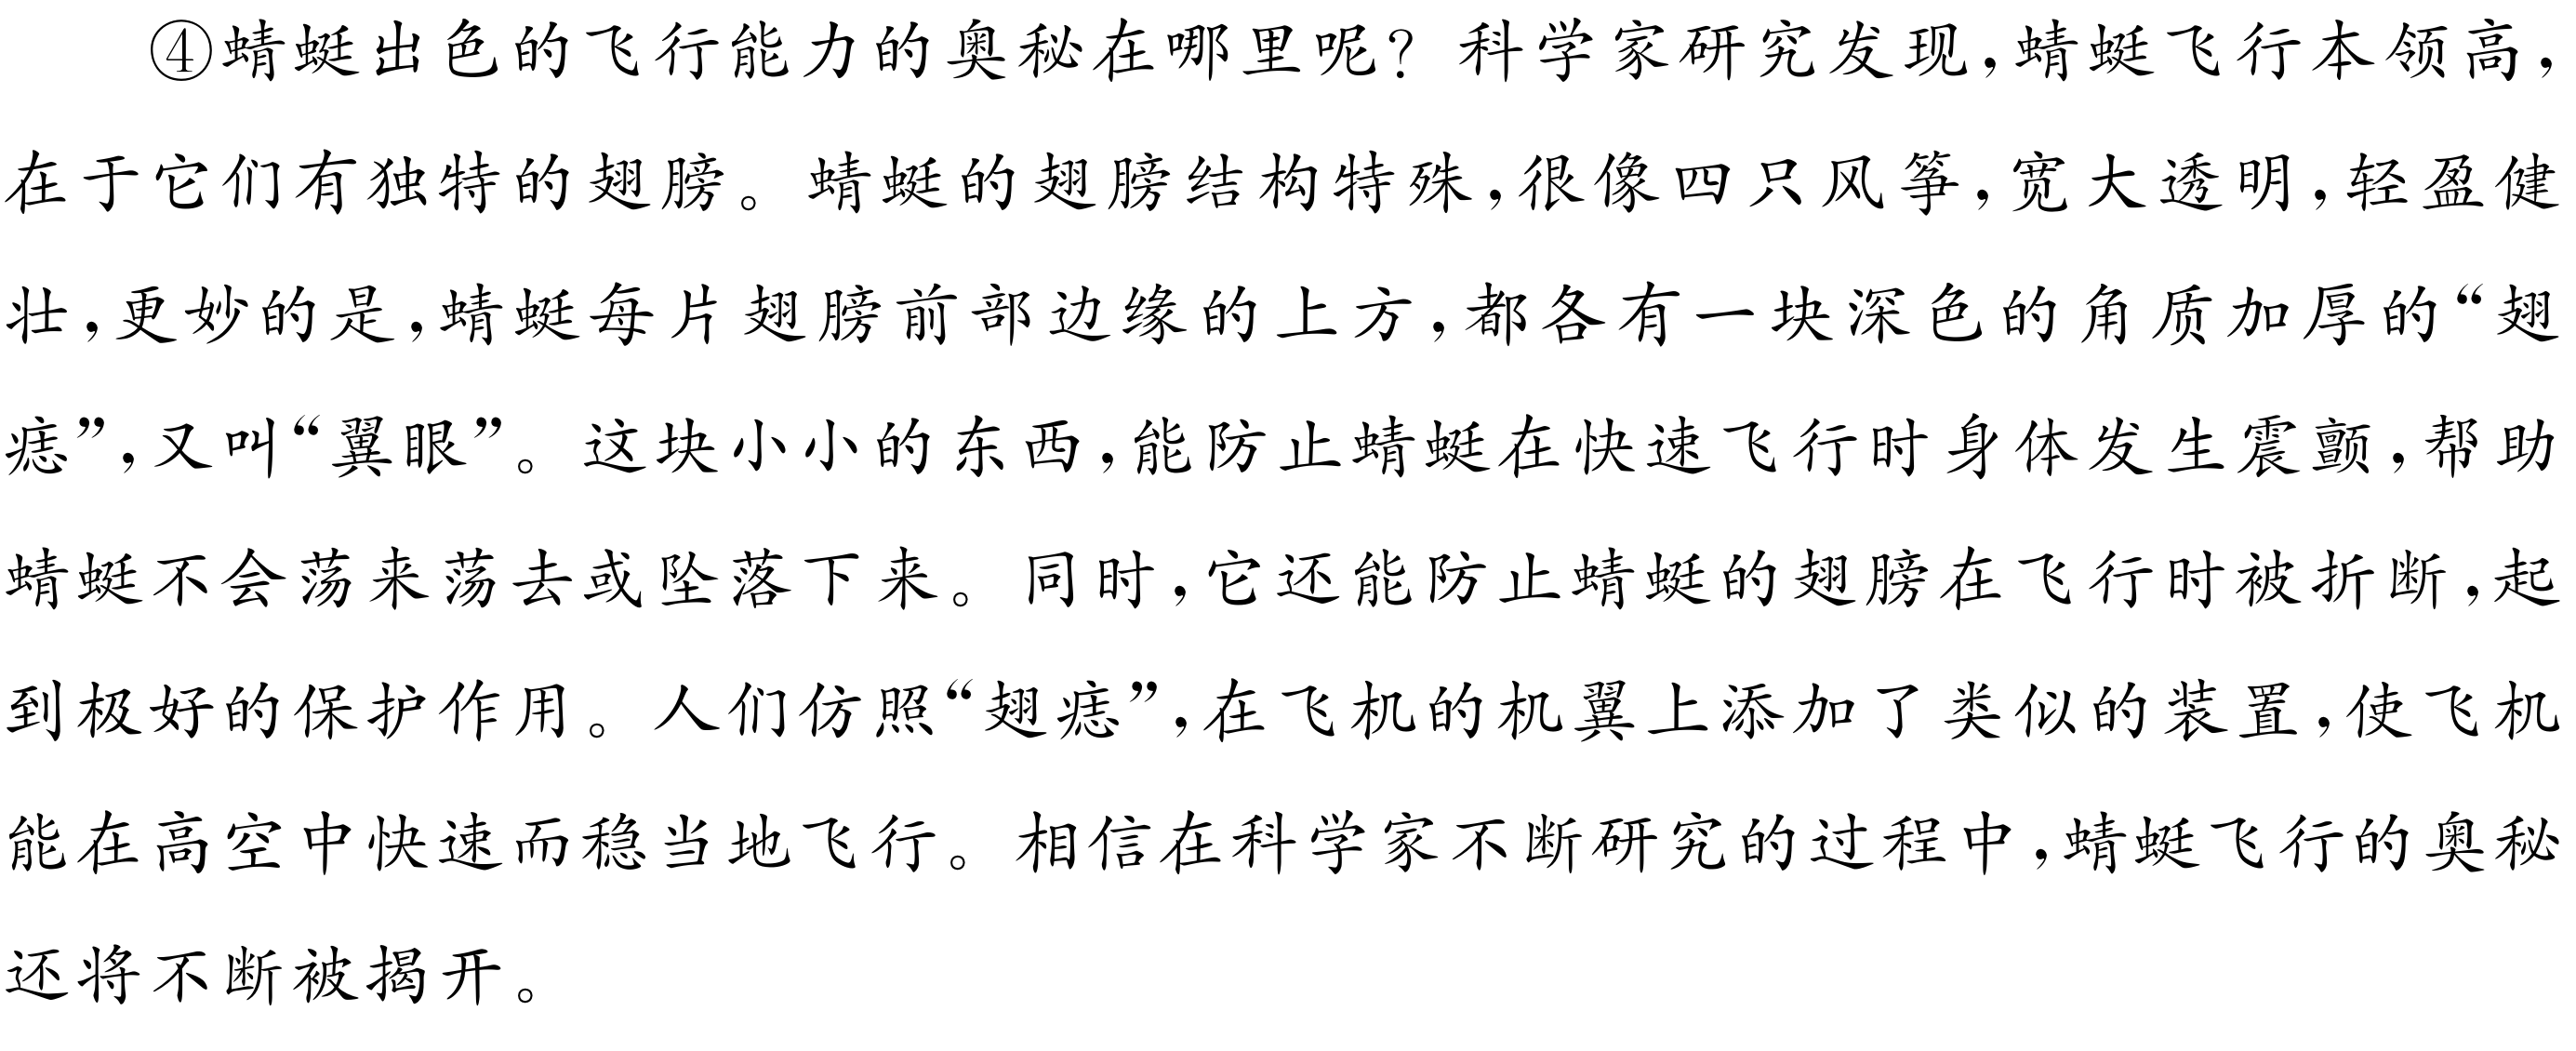 ④蜻蜓出色的飞行能力的奥秘在哪里呢？科学家研究发现，蜻蜓飞行本领高，
在于它们有独特的翅膀。蜻蜓的翅膀结构特殊，很像四只风筝，宽大透明，轻盈健
壮，更妙的是，蜻蜓每片翅膀前部边缘的上方，都各有一块深色的角质加厚的“翅
痣”，又叫“翼眼”。这块小小的东西，能防止蜻蜓在快速飞行时身体发生震颤，帮助
蜻蜓不会荡来荡去或坠落下来。同时，它还能防止蜻蜓的翅膀在飞行时被折断，起
到极好的保护作用。人们仿照“翅痣”，在飞机的机翼上添加了类似的装置，使飞机
能在高空中快速而稳当地飞行。相信在科学家不断研究的过程中，蜻蜓飞行的奥秘
还将不断被揭开。